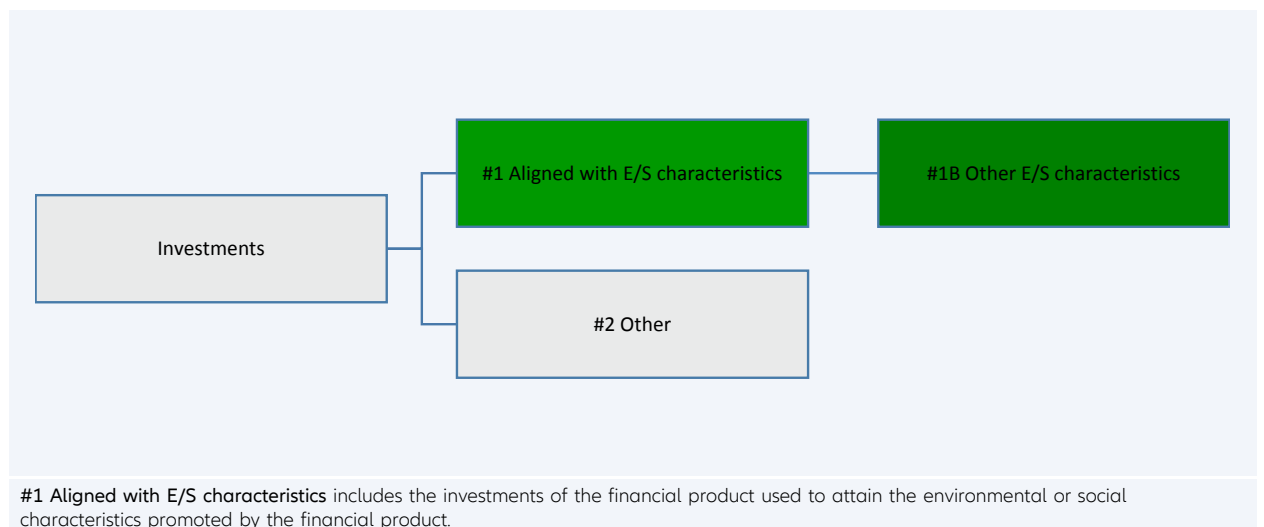 #1 Aligned with E/S characteristics
#1B Other E/S characteristics
Investments
#2 Other
#1 Aligned with E/S characteristics includes the investments of the financial product used to attain the environmental or social
characteristics promoted by the financial product.